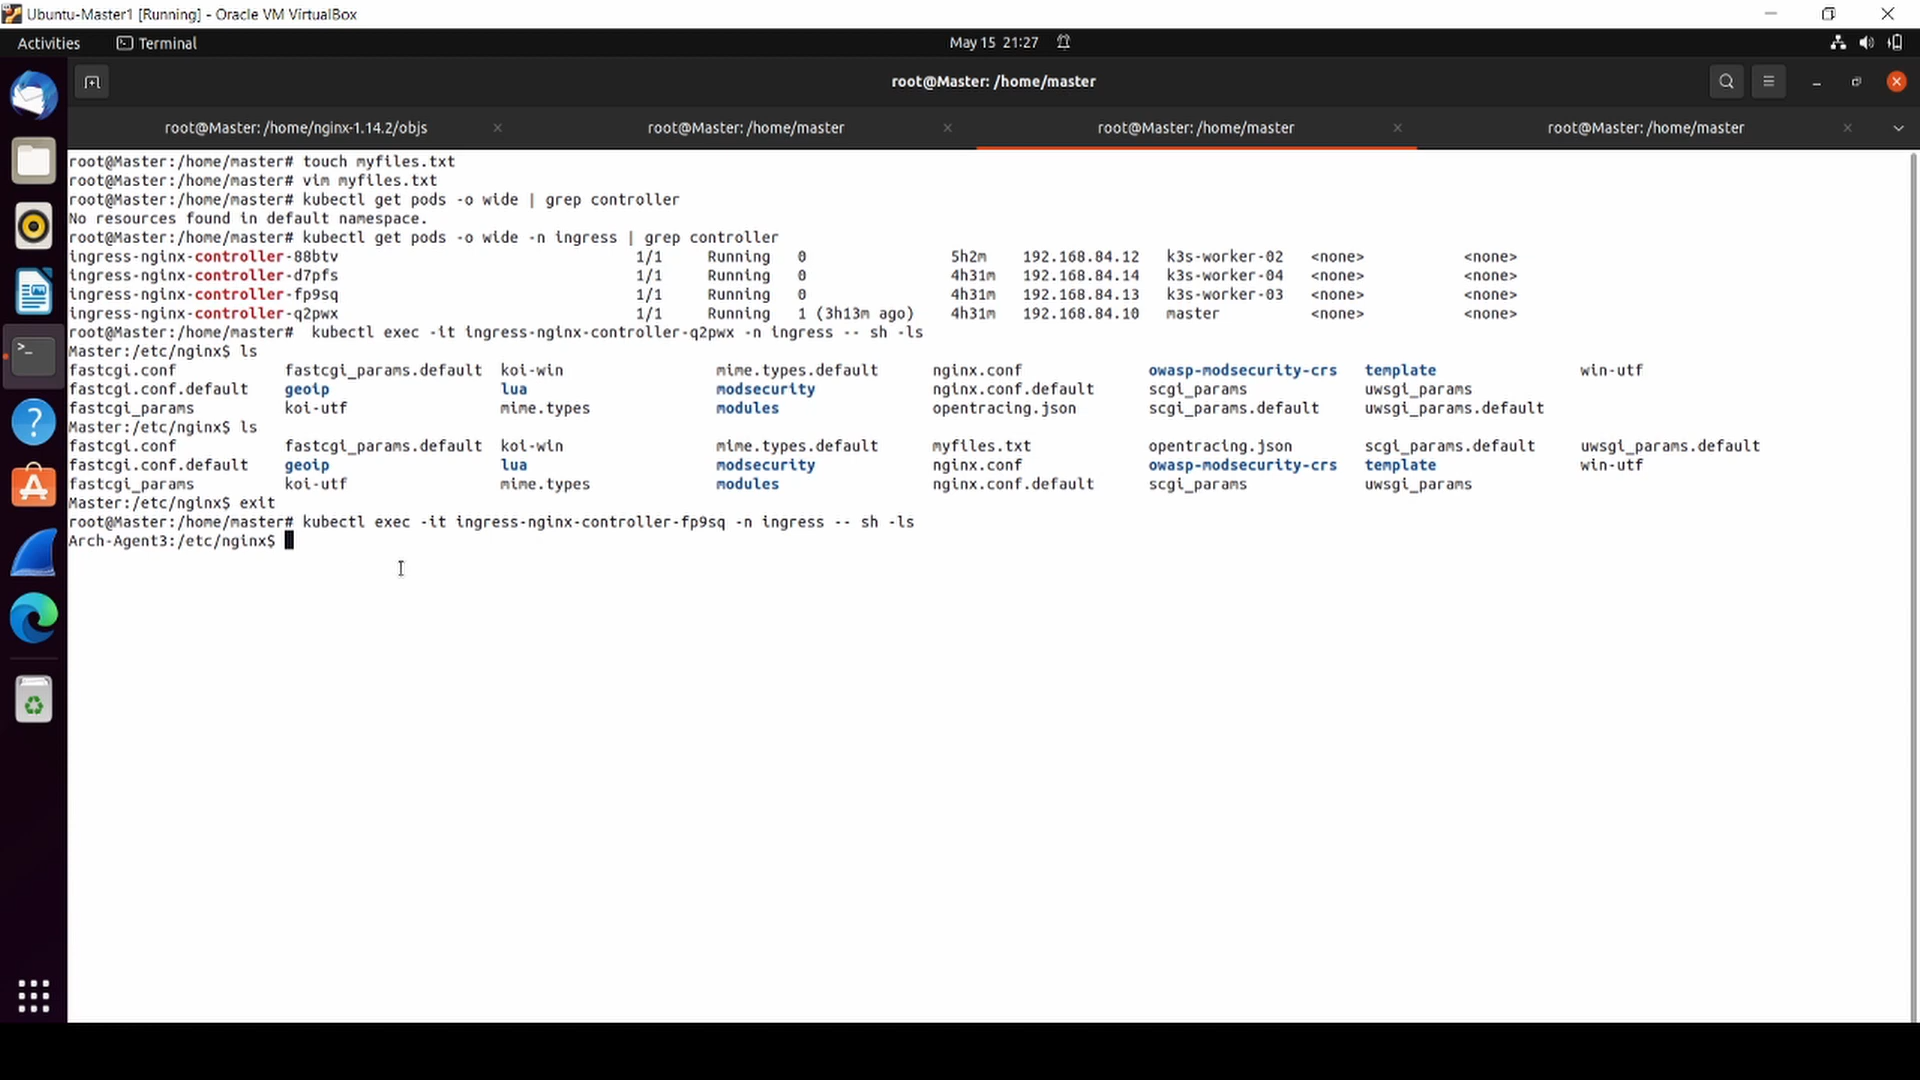 Ubuntu-Master1 [Running] - Oracle VM VirtualBox
Activities Terminal May 15 21:27
root@Master: /home/master
root@Master: /home/nginx-1.14.2/objs × root@Master: /home/master × root@Master: /home/master × root@Master: /home/master ×
root@Master:/home/master# touch myfiles.txt
root@Master:/home/master# vim myfiles.txt
root@Master:/home/master# kubectl get pods -o wide | grep controller
No resources found in default namespace.
root@Master:/home/master# kubectl get pods -o wide -n ingress | grep controller
ingress-nginx-controller-88btv 1/1 Running 0 5h2m 192.168.84.12 k3s-worker-02 <none> <none>
ingress-nginx-controller-d7pfs 1/1 Running 0 4h31m 192.168.84.14 k3s-worker-04 <none> <none>
ingress-nginx-controller-fp9sq 1/1 Running 0 4h31m 192.168.84.13 k3s-worker-03 <none> <none>
ingress-nginx-controller-q2pwx 1/1 Running 1 (3h13m ago) 4h31m 192.168.84.10 master <none> <none>
root@Master:/home/master#  kubectl exec -it ingress-nginx-controller-q2pwx -n ingress -- sh -ls
Master:/etc/nginx$ ls
fastcgi.conf fastcgi_params.default koi-win mime.types.default nginx.conf owasp-modsecurity-crs template win-utf
fastcgi.conf.default geoip lua modsecurity nginx.conf.default scgi_params uwsgi_params
fastcgi_params koi-utf mime.types modules opentracing.json scgi_params.default uwsgi_params.default
Master:/etc/nginx$ ls
fastcgi.conf fastcgi_params.default koi-win mime.types.default myfiles.txt opentracing.json scgi_params.default uwsgi_params.default
fastcgi.conf.default geoip lua modsecurity nginx.conf owasp-modsecurity-crs template win-utf
fastcgi_params koi-utf mime.types modules nginx.conf.default scgi_params uwsgi_params
Master:/etc/nginx$ exit
root@Master:/home/master# kubectl exec -it ingress-nginx-controller-fp9sq -n ingress -- sh -ls
Arch-Agent3:/etc/nginx$